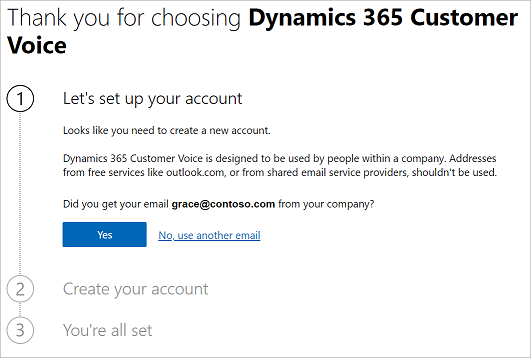 Thank you for choosing Dynamics 365 Customer
Voice
1
Let's set up your account
Looks like you need to create a new account.
Dynamics 365 Customer Voice is designed to be used by people within a company. Addresses
from free services like outlook.com, or from shared email service providers, shouldn't be used.
Did you get your email grace@contoso.com from your company?
Yes No, use another email
2 Create your account
3 You're all set